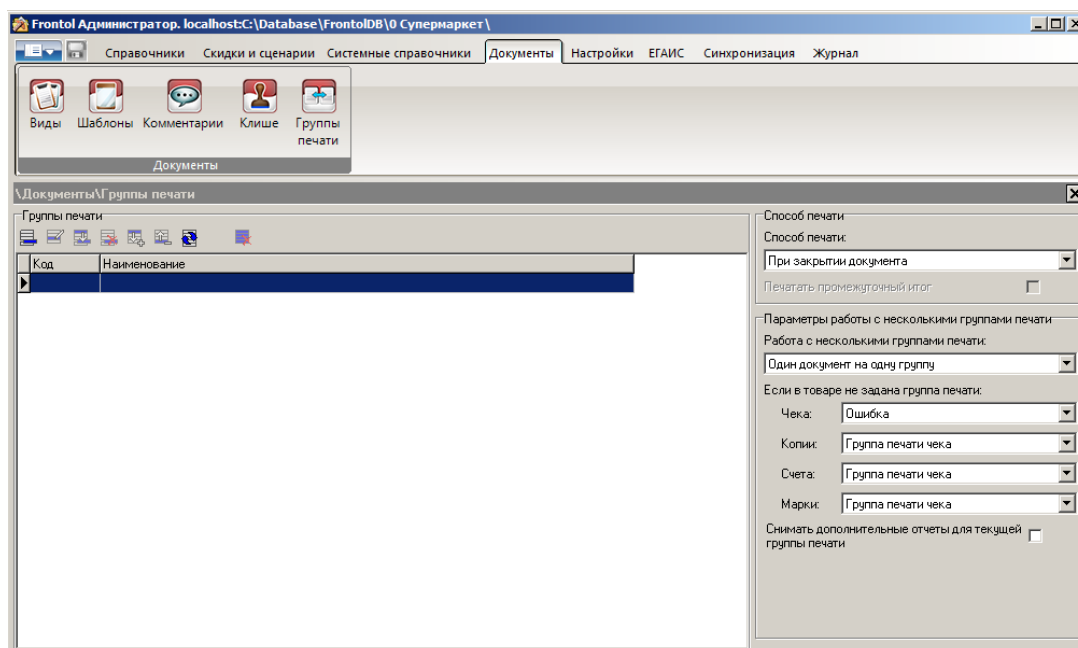 Frontol Администратор. localhost:C:\Database\FrontolDB\0 Супермаркет\
Справочники Скидки и сценарии Системные справочники Документы Настройки ЕГАИС Синхронизация Журнал
Виды Шаблоны Комментарии Клише Группы печати
Документы
\Документы\Группы печати
Группы печати
Код Наименование
Способ печати
Способ печати:
При закрытии документа
Печатать промежуточный итог
Параметры работы с несколькими группами печати
Работа с несколькими группами печати:
Один документ на одну группу
Если в товаре не задана группа печати:
Чека: Ошибка
Копии: Группа печати чека
Счета: Группа печати чека
Марки: Группа печати чека
Снимать дополнительные отчеты для текущей
группы печати